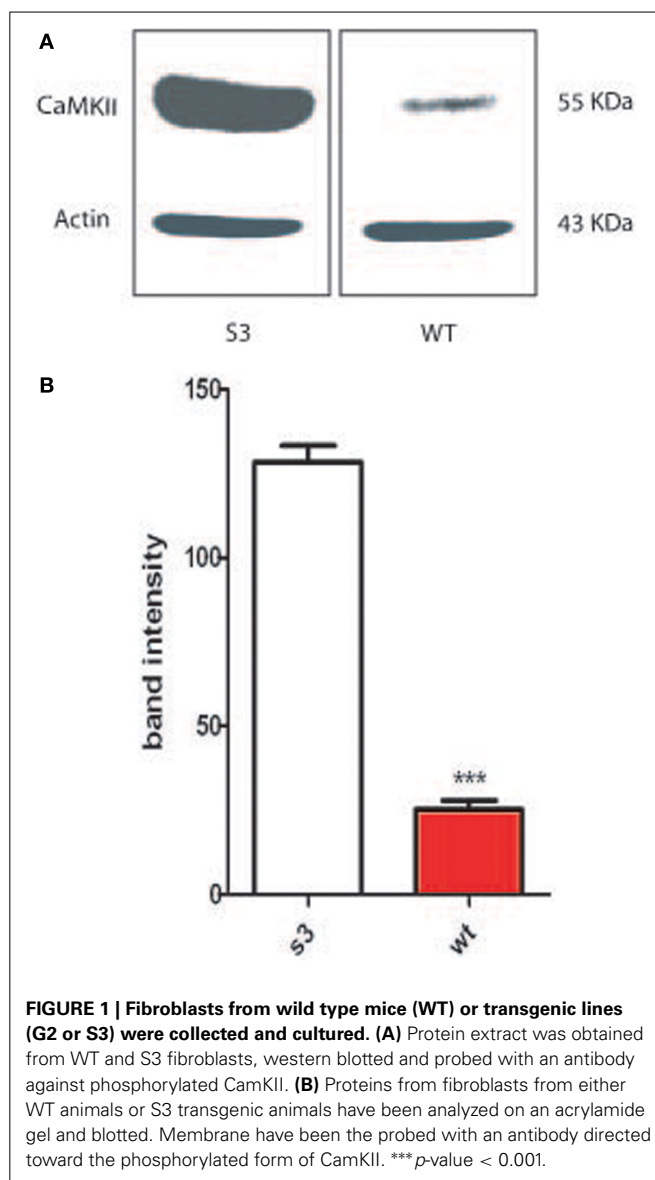 A
CaMKII
55 KDa
Actin
43 KDa
S3
WT
B
150
100
50
0
band intensity
***
s3
wt
FIGURE 1 | Fibroblasts from wild type mice (WT) or transgenic lines
(G2 or S3) were collected and cultured. (A) Protein extract was obtained
from WT and S3 fibroblasts, western blotted and probed with an antibody
against phosphorylated CamKII. (B) Proteins from fibroblasts from either
WT animals or S3 transgenic animals have been analyzed on an acrylamide
gel and blotted. Membrane have been the probed with an antibody directed
toward the phosphorylated form of CamKII. ***p-value < 0.001.